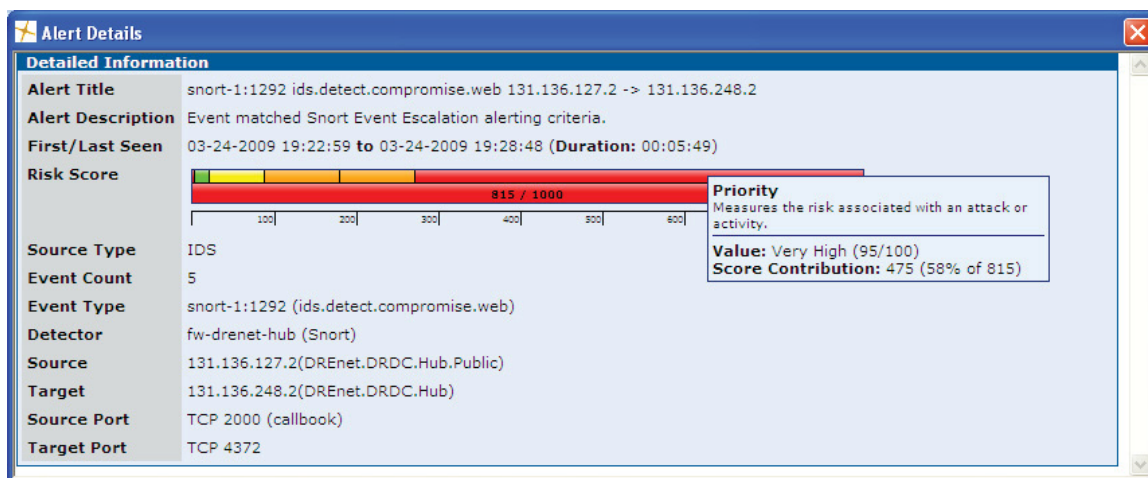 Alert Details
Detailed Information
Alert Title snort-1:1292 ids.detect.compromise.web 131.136.127.2 -> 131.136.248.2
Alert Description Event matched Snort Event Escalation alerting criteria.
First/Last Seen 03-24-2009 19:22:59 to 03-24-2009 19:28:48 (Duration: 00:05:49)
Risk Score
815 / 1000
100 200 300 400 500 600
Priority
Measures the risk associated with an attack or
activity.
Value: Very High (95/100)
Score Contribution: 475 (58% of 815)
Source Type IDS
Event Count 5
Event Type snort-1:1292 (ids.detect.compromise.web)
Detector fw-drenet-hub (Snort)
Source 131.136.127.2(DREnet.DRDC.Hub.Public)
Target 131.136.248.2(DREnet.DRDC.Hub)
Source Port TCP 2000 (callbook)
Target Port TCP 4372